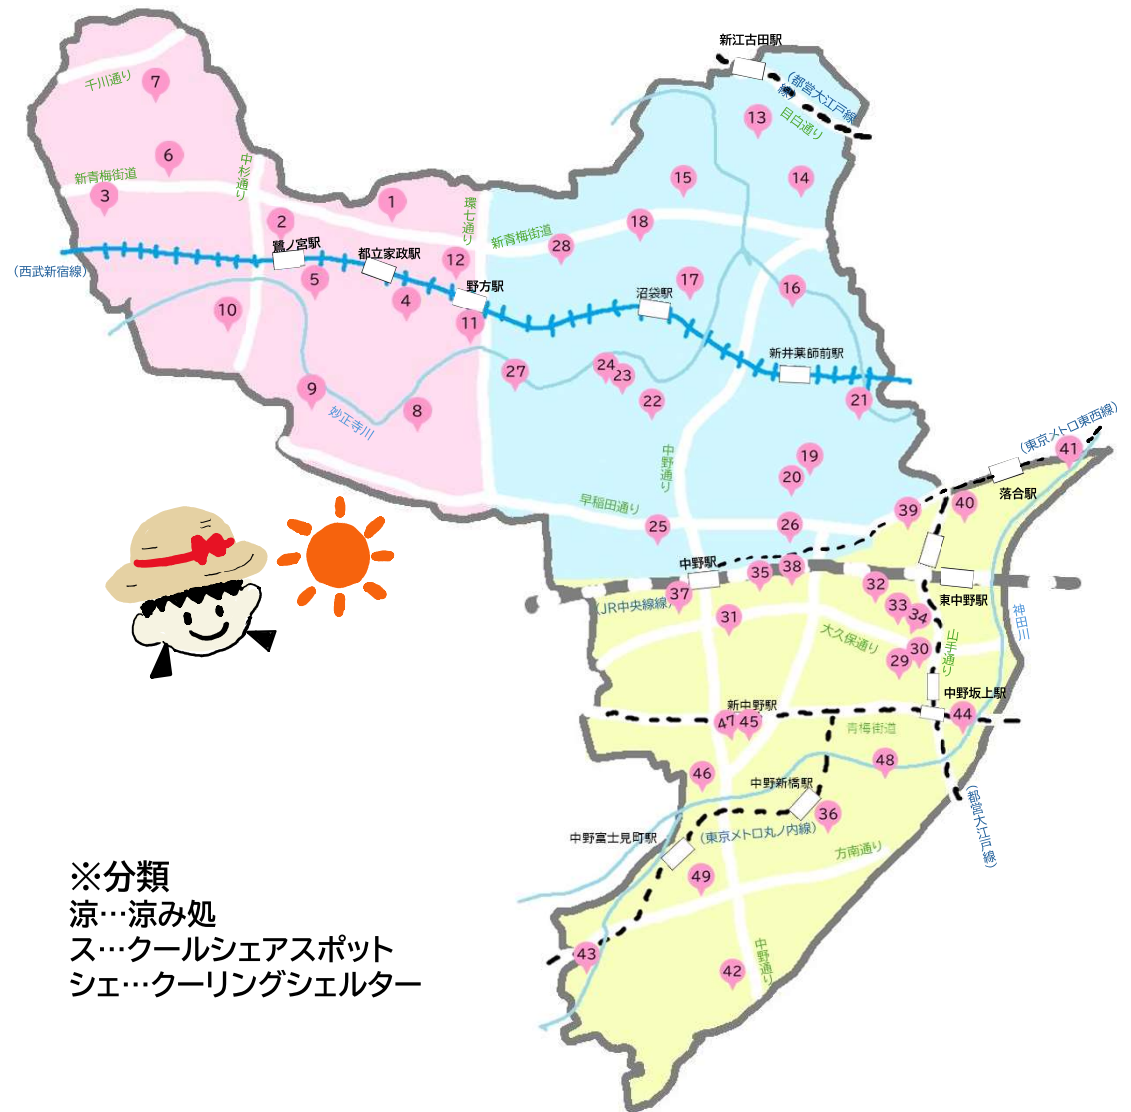 新江古田駅
(都営大江戸線)
目白通り
千川通り
7
13
6
中杉通り
新青梅街道
3
15
14
1
環七通り
2
18
新青梅街道
28
鷺ノ宮駅
都立家政駅
12
(西武新宿線)
5
野方駅
4
17
沼袋駅
16
10
11
新井薬師前駅
27
24
23
9
22
21
8
妙正寺川
(東京メトロ東西線)
41
中野通り
19
20
落合駅
早稲田通り
40
39
25
26
中野駅
35
38
32
東中野駅
37
(JR中央線線)
33
34
31
神田川
大久保通り
山手通り
30
29
中野坂上駅
新中野駅
47
45
44
青梅街道
48
46
中野新橋駅
(都営大江戸線)
36
中野富士見町駅
(東京メトロ丸ノ内線)
方南通り
49
43
42
中野通り
※分類
涼…涼み処
ス…クールシェアスポット
シェ…クーリングシェルター